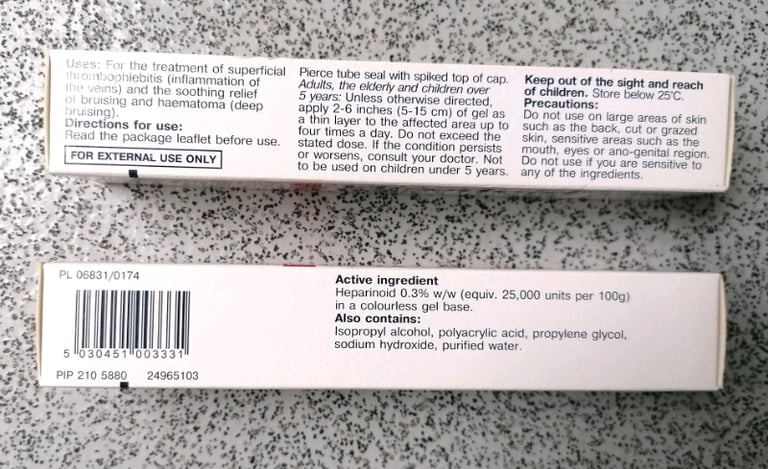 Uses: For the treatment of superficial
thrombophlebitis (inflammation of
the veins) and the soothing relief
of bruising and haematoma (deep
bruising).
Directions for use:
Read the package leaflet before use.
FOR EXTERNAL USE ONLY
Pierce tube seal with spiked top of cap.
Adults, the elderly and children over
5 years: Unless otherwise directed,
apply 2-6 inches (5-15 cm) of gel as
a thin layer to the affected area up to
four times a day. Do not exceed the
stated dose. If the condition persists
or worsens, consult your doctor. Not
to be used on children under 5 years.
Keep out of the sight and reach
of children. Store below 25°C.
Precautions:
Do not use on large areas of skin
such as the back, cut or grazed
skin, sensitive areas such as the
mouth, eyes or ano-genital region.
Do not use if you are sensitive to
any of the ingredients.
PL 06831/0174
5 030451 003331
PIP 210 5880 24965103
Active ingredient
Heparinoid 0.3% w/w (equiv. 25,000 units per 100g)
in a colourless gel base.
Also contains:
Isopropyl alcohol, polyacrylic acid, propylene glycol,
sodium hydroxide, purified water.